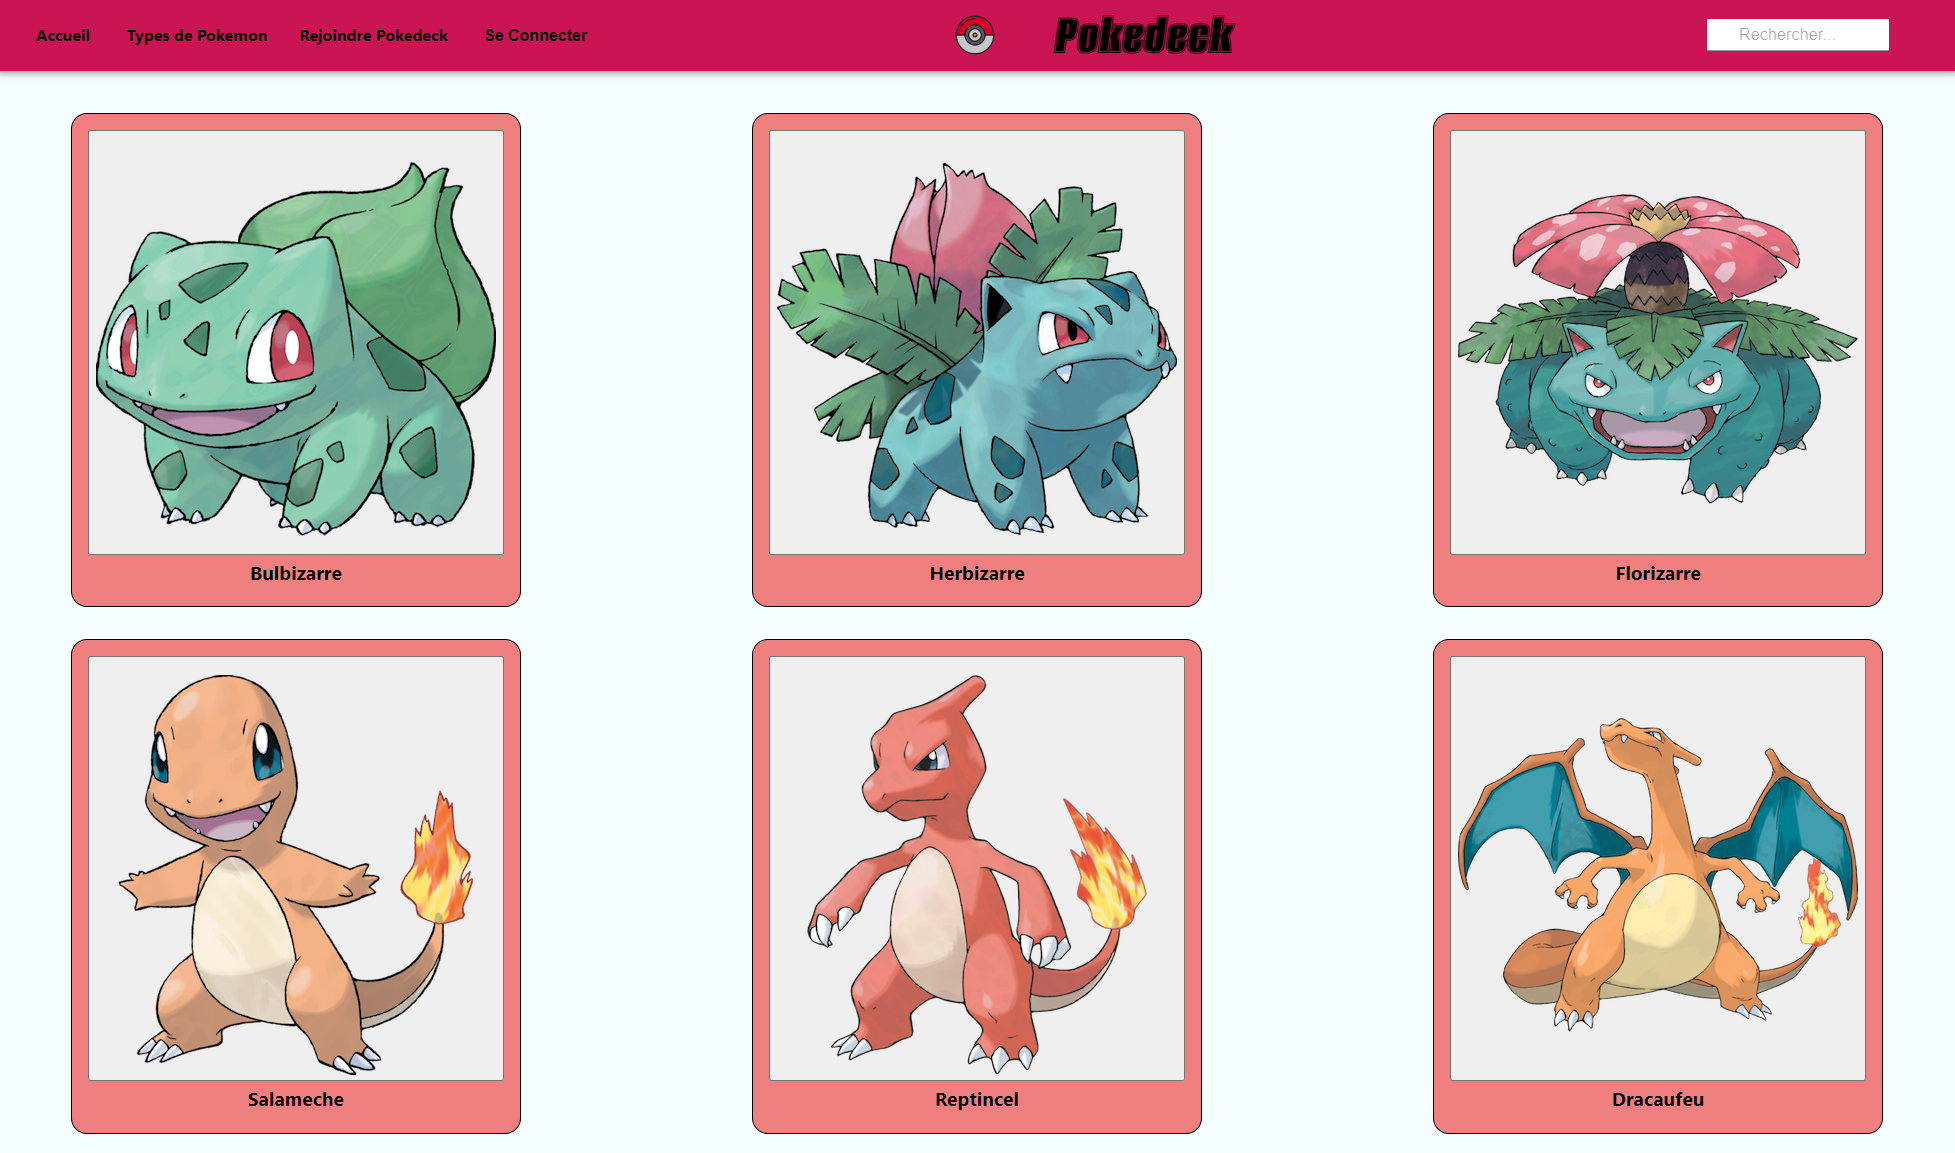 Accueil
Types de Pokemon
Rejoindre Pokedeck
Se Connecter
Pokedeck
Rechercher...
Bulbizarre
Herbizarre
Florizarre
Salameche
Reptincel
Dracaufeu